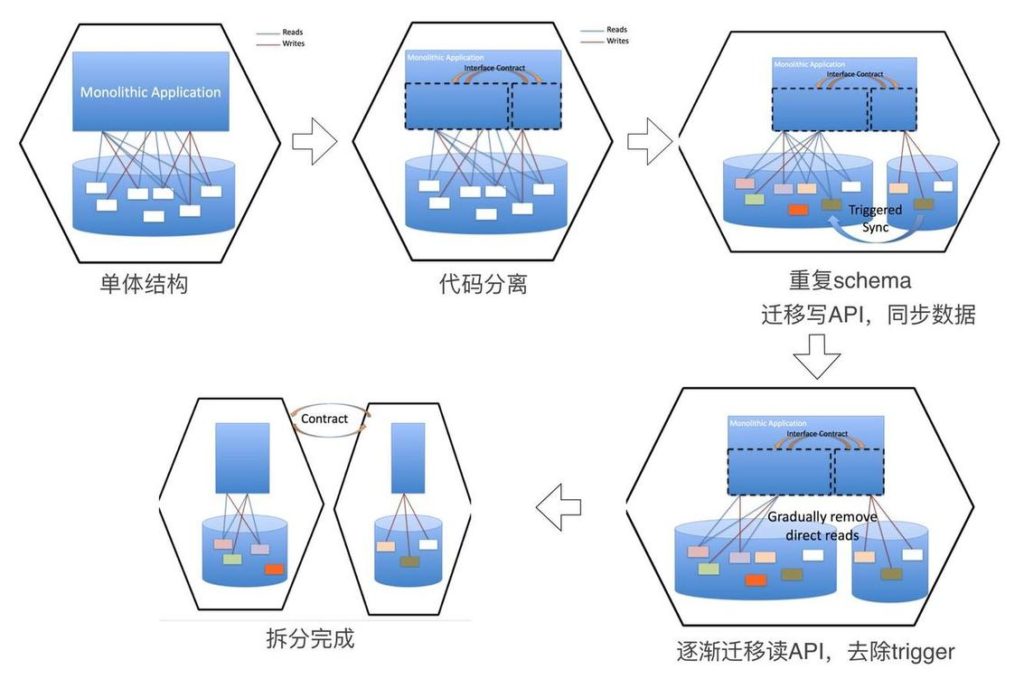 Reads
Writes
Monolithic Application
单体结构
Reads
Writes
Monolithic Application
Interface Contract
代码分离
Monolithic Application
Interface Contract
Triggered
Sync
重复schema
迁移写API，同步数据
Monolithic Application
Interface Contract
Gradually remove
direct reads
逐渐迁移读API，去除trigger
Contract
拆分完成